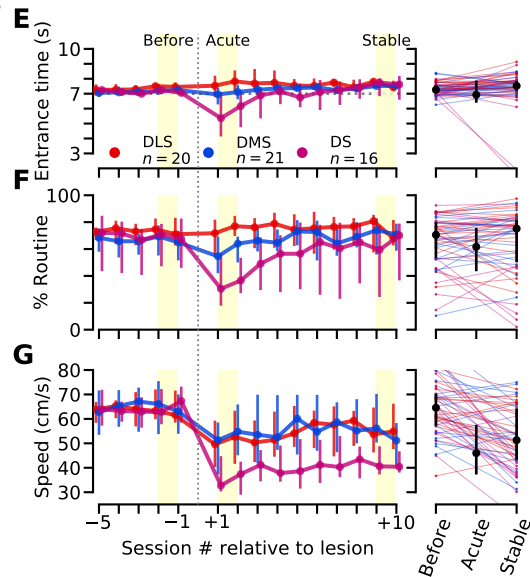 E
Before Acute Stable
Entrance time (s)
10
7
3
DLS
n = 20
DMS
n = 21
DS
n = 16
F
% Routine
100
0
G
Speed (cm/s)
80
70
60
50
40
30
−5 −1 +1 +10
Session # relative to lesion
Before
Acute
Stable